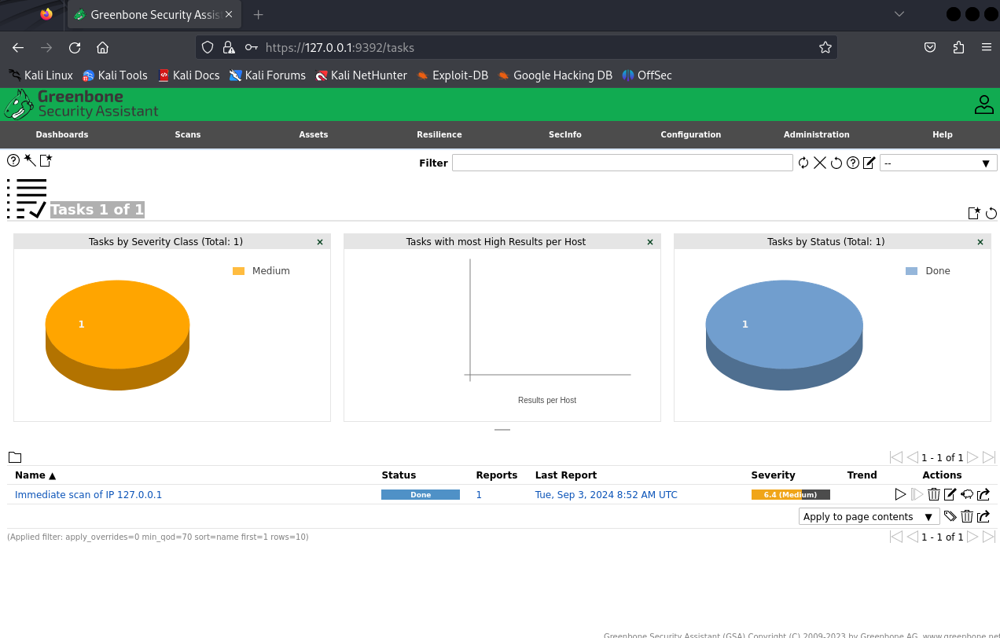 Greenbone Security Assis
https://127.0.0.1:9392/tasks
Kali Linux Kali Tools Kali Docs Kali Forums Kali NetHunter Exploit-DB Google Hacking DB OffSec
Greenbone
Security Assistant
Dashboards Scans Assets Resilience SecInfo Configuration Administration Help
Filter --
Tasks 1 of 1
Tasks by Severity Class (Total: 1) × Tasks with most High Results per Host × Tasks by Status (Total: 1) ×
Medium Done
1 1
Results per Host
1 - 1 of 1
Name ▲ Status Reports Last Report Severity Trend Actions
Immediate scan of IP 127.0.0.1 Done 1 Tue, Sep 3, 2024 8:52 AM UTC 6.4 (Medium)
Apply to page contents ▼
(Applied filter: apply_overrides=0 min_qod=70 sort=name first=1 rows=10) 1 - 1 of 1
Greenbone Security Assistant (GSA) Copyright (C) 2009-2023 by Greenbone AG, www.greenbone.net